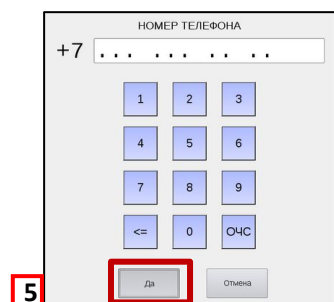 НОМЕР ТЕЛЕФОНА
+7 ... ... .. ..
1 2 3
4 5 6
7 8 9
<= 0 ОЧС
5 Да Отмена